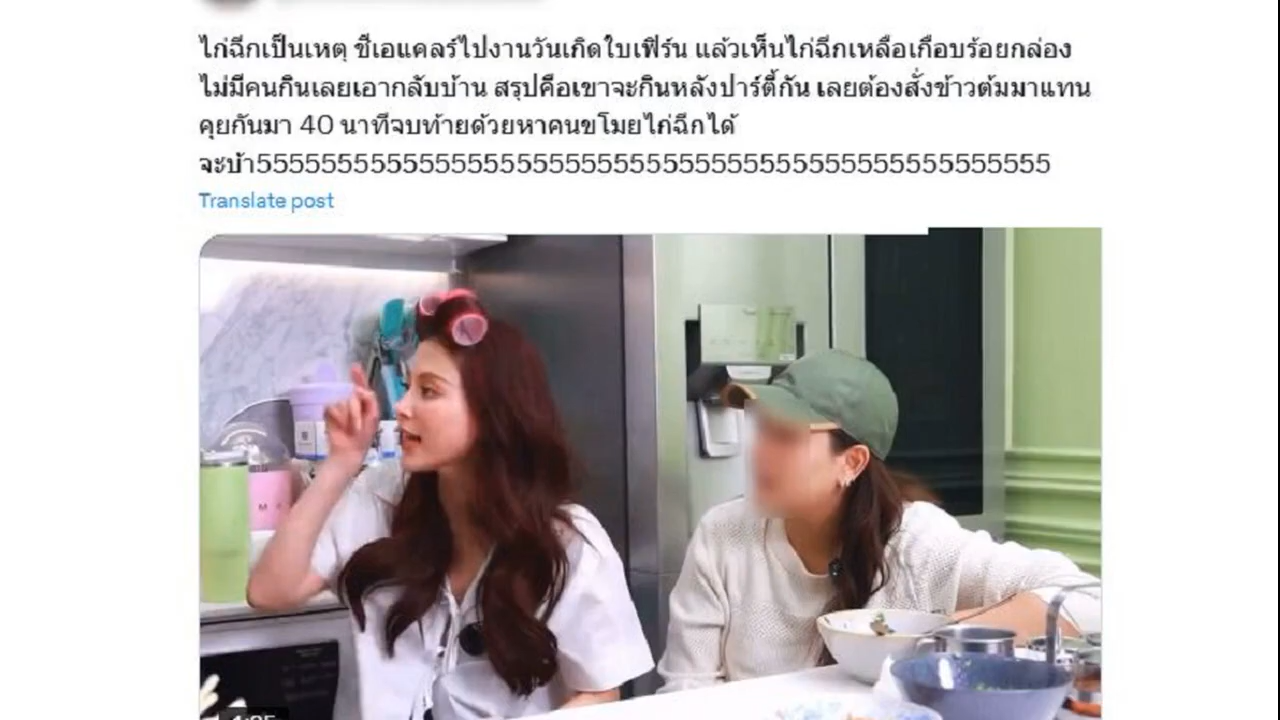 ไก่ฉีกเป็นเหตุ ชีเอแคลร์ไปงานวันเกิดใบเฟิร์น แล้วเห็นไก่ฉีกเหลือเกือบร้อยกล่อง
ไม่มีคนกินเลยเอากลับบ้าน สรุปคือเขาจะกินหลังปาร์ตี้กัน เลยต้องสั่งข้าวต้มมาแทน
คุยกันมา 40 นาทีจบท้ายด้วยหาคนขโมยไก่ฉีกได้
จะบ้า5555555555555555555555555555555555555555555555555
Translate post